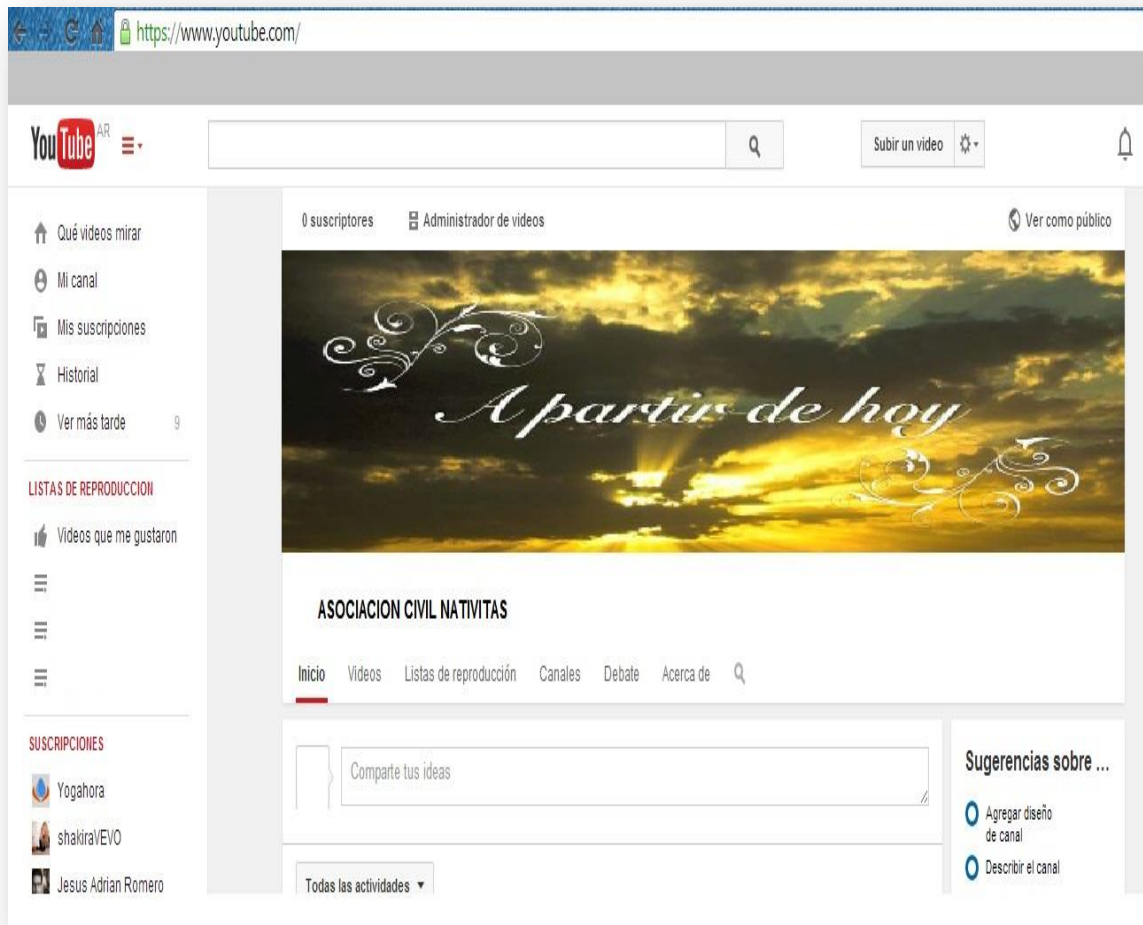 https://www.youtube.com/
YouTube AR
Subir un video
0 suscriptores
Administrador de videos
Ver como público
Qué videos mirar
Mi canal
Mis suscripciones
Historial
Ver más tarde 9
LISTAS DE REPRODUCCION
Videos que me gustaron
SUSCRIPCIONES
Yogahora
shakiraVEVO
Jesus Adrian Romero
A partir de hoy
ASOCIACION CIVIL NATIVITAS
Inicio Videos Listas de reproducción Canales Debate Acerca de
Comparte tus ideas
Todas las actividades
Sugerencias sobre ...
Agregar diseño
de canal
Describir el canal